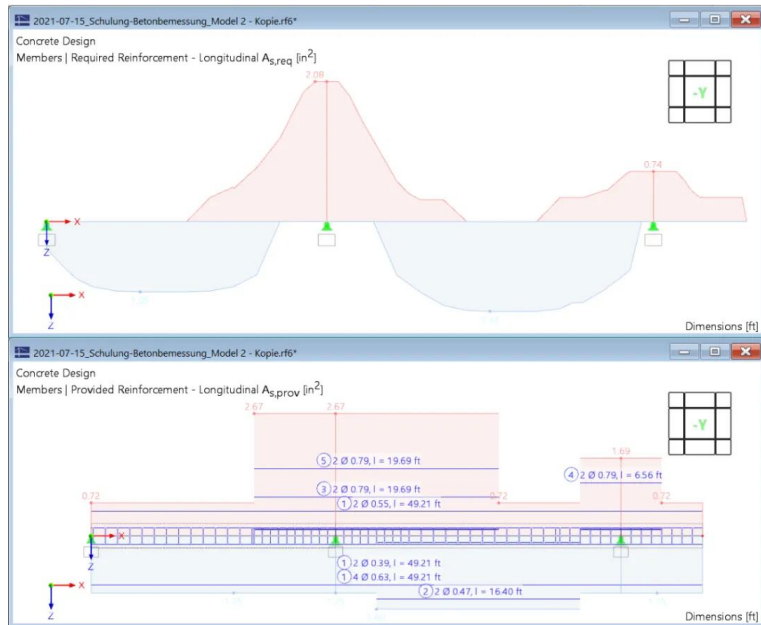 2021-07-15_Schulung-Betonbemessung_Model 2 - Kopie.rf6*
Concrete Design
Members | Required Reinforcement - Longitudinal As,req [in2]
2.08
-Y
0.74
X
Z
X
Z
Dimensions [ft]
2021-07-15_Schulung-Betonbemessung_Model 2 - Kopie.rf6*
Concrete Design
Members | Provided Reinforcement - Longitudinal As,prov [in2]
2.67 2.67
-Y
1.69
5 2 Ø 0.79, l = 19.69 ft
4 2 Ø 0.79, l = 6.56 ft
3 2 Ø 0.79, l = 19.69 ft
0.72 0.72 0.72
1 2 Ø 0.55, l = 49.21 ft
X
Z
1 2 Ø 0.39, l = 49.21 ft
1 4 Ø 0.63, l = 49.21 ft
X
2 2 Ø 0.47, l = 16.40 ft
Z
Dimensions [ft]